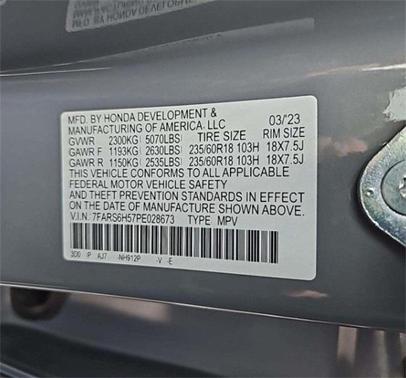 MFD. BY HONDA DEVELOPMENT & 03/23
MANUFACTURING OF AMERICA, LLC
GVWR 2300KG 5070LBS TIRE SIZE RIM SIZE
GAWR F 1193KG 2630LBS 235/60R18 103H 18X7.5J
GAWR R 1150KG 2535LBS 235/60R18 103H 18X7.5J
THIS VEHICLE CONFORMS TO ALL APPLICABLE
FEDERAL MOTOR VEHICLE SAFETY
AND THEFT PREVENTION STANDARDS IN EFFECT
ON THE DATE OF MANUFACTURE SHOWN ABOVE.
V.I.N.: 7FARS6H57PE028673 TYPE: MPV
3D0 P AJ7 NH912P -V -E